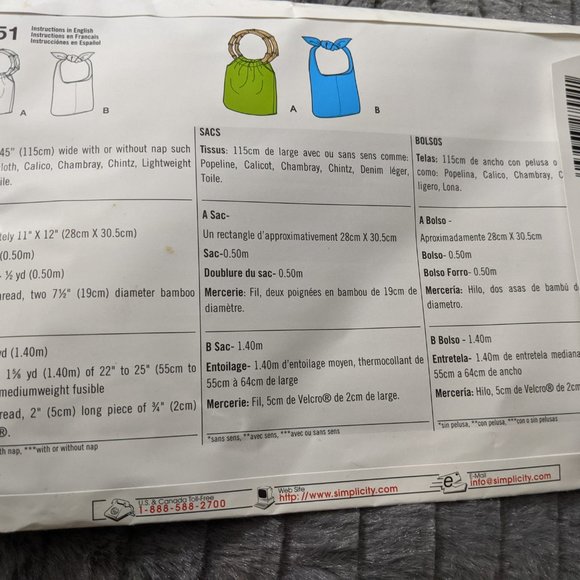 51
Instructions in English
Instructions en Francais
Instrucciones en Español
A
B
A
B
45" (115cm) wide with or without nap such
loth, Calico, Chambray, Chintz, Lightweight
ile.
tely 11" X 12" (28cm X 30.5cm)
(0.50m)
- ½ yd (0.50m)
read, two 7½" (19cm) diameter bamboo
yd (1.40m)
(1.40m) of 22" to 25" (55cm to
mediumweight fusible
read, 2" (5cm) long piece of ¾" (2cm)
®.
th nap, ***with or without nap
SACS
Tissus: 115cm de large avec ou sans sens comme:
Popeline, Calicot, Chambray, Chintz, Denim léger,
Toile.
A Sac-
Un rectangle d'approximativement 28cm X 30.5cm
Sac-0.50m
Doublure du sac- 0.50m
Mercerie: Fil, deux poignées en bambou de 19cm de
diamètre.
B Sac- 1.40m
Entoilage- 1.40m d'entoilage moyen, thermocollant de
55cm à 64cm de large
Mercerie: Fil, 5cm de Velcro® de 2cm de large.
*sans sens, **avec sens, ***avec ou sans sens
BOLSOS
Telas: 115cm de ancho con pelusa o
como: Popelina, Calico, Chambray, C
ligero, Lona.
A Bolso -
Aproximadamente 28cm X 30.5cm
Bolso- 0.50m
Bolso Forro- 0.50m
Mercería: Hilo, dos asas de bambú d
diametro.
B Bolso - 1.40m
Entretela- 1.40m de entretela mediana
55cm a 64cm de ancho
Mercería: Hilo, 5cm de Velcro® de 2cm
*sin pelusa, **con pelusa, ***con o sin pelusas
U.S. & Canada Toll-Free
1-888-588-2700
Web Site
http://www.simplicity.com
E-Mail
info@simplicity.com